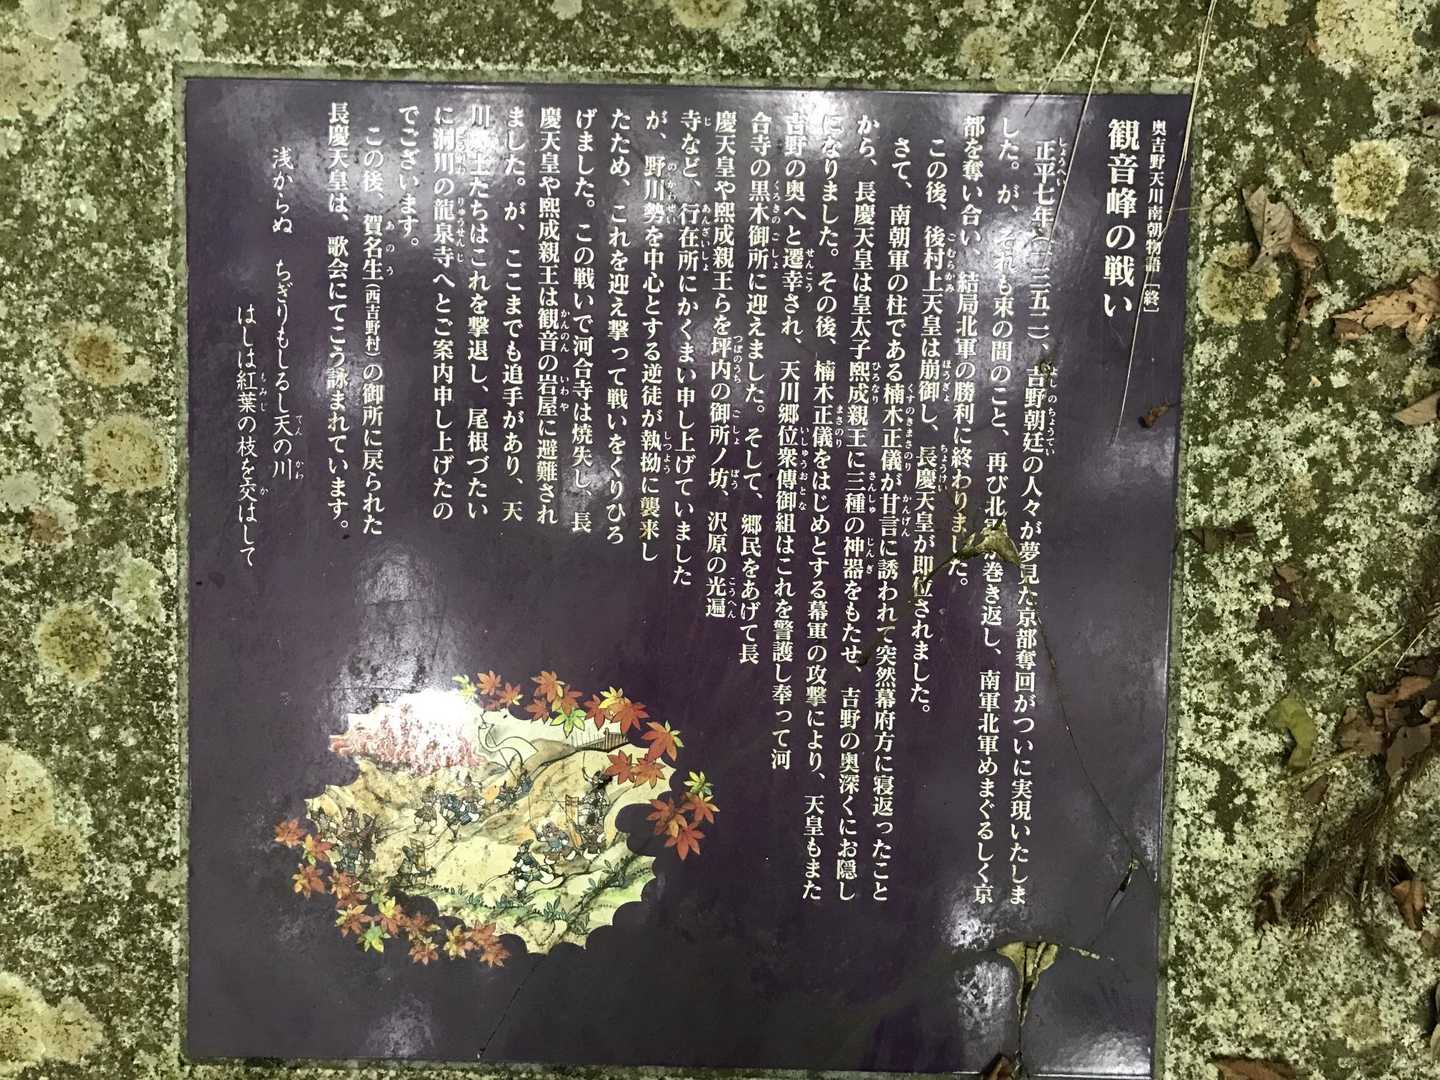 奥吉野天川南朝物語［終］
観音峰の戦い
正平七年（一三五二）、吉野朝廷の人々が夢見た京都奪回がついに実現いたしま
した。が、それも束の間のこと、再び北軍が巻き返し、南軍北軍めまぐるしく京
都を奪い合い、結局北軍の勝利に終わりました。
この後、後村上天皇は崩御し、長慶天皇が即位されました。
さて、南朝軍の柱である楠木正儀が甘言に誘われて突然幕府方に寝返ったこと
から、長慶天皇は皇太子熙成親王に三種の神器をもたせ、吉野の奥深くにお隠し
になりました。その後、楠木正儀をはじめとする幕軍の攻撃により、天皇もまた
吉野の奥へと遷幸され、天川郷位衆傳御組はこれを警護し奉って河
合寺の黒木御所に迎えました。そして、郷民をあげて長
慶天皇や熙成親王らを坪内の御所ノ坊、沢原の光遍
寺など、行在所にかくまい申し上げていました
が、野川勢を中心とする逆徒が執拗に襲来し
たため、これを迎え撃って戦いをくりひろ
げました。この戦いで河合寺は焼失し、長
慶天皇や熙成親王は観音の岩屋に避難され
ました。が、ここまでも追手があり、天
川郷士たちはこれを撃退し、尾根づたい
に洞川の龍泉寺へとご案内申し上げたの
でございます。
この後、賀名生（西吉野村）の御所に戻られた
長慶天皇は、歌会にてこう詠まれています。
浅からぬ　ちぎりもしるし天の川
はしは紅葉の枝を交はして